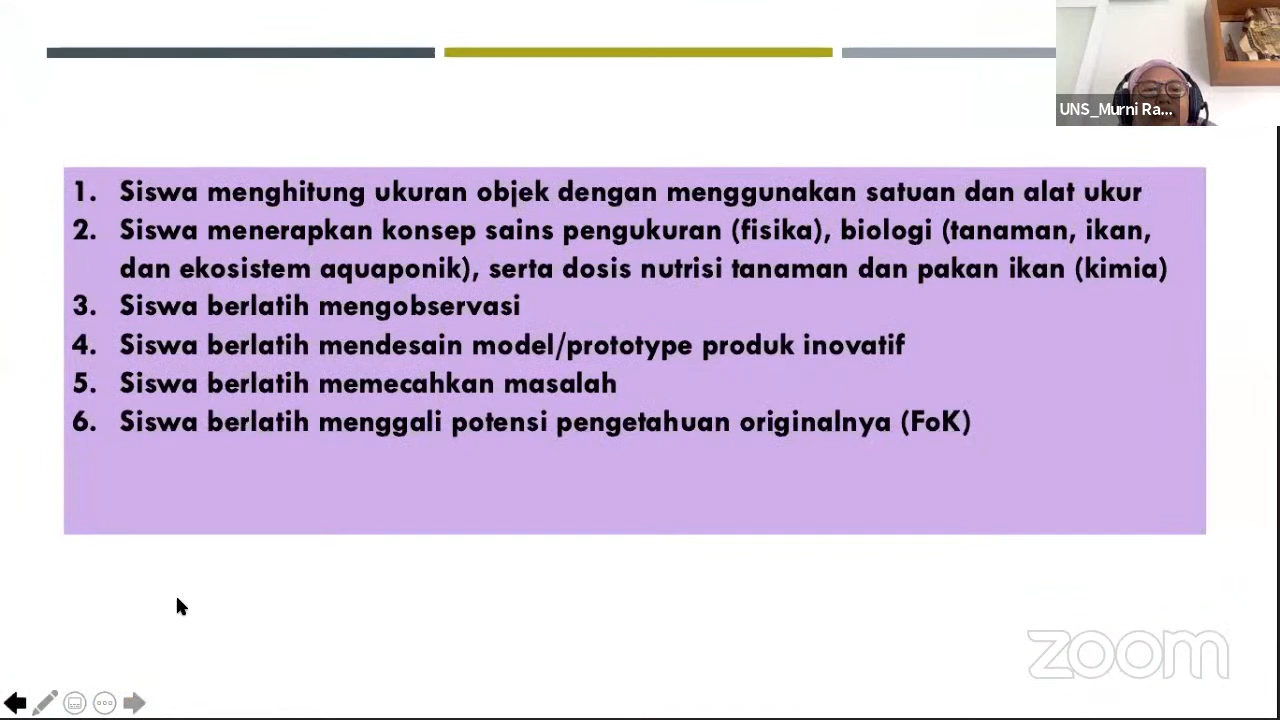 UNS_Murni Ra...
1. Siswa menghitung ukuran objek dengan menggunakan satuan dan alat ukur
2. Siswa menerapkan konsep sains pengukuran (fisika), biologi (tanaman, ikan,
dan ekosistem aquaponik), serta dosis nutrisi tanaman dan pakan ikan (kimia)
3. Siswa berlatih mengobservasi
4. Siswa berlatih mendesain model/prototype produk inovatif
5. Siswa berlatih memecahkan masalah
6. Siswa berlatih menggali potensi pengetahuan originalnya (FoK)
zoom